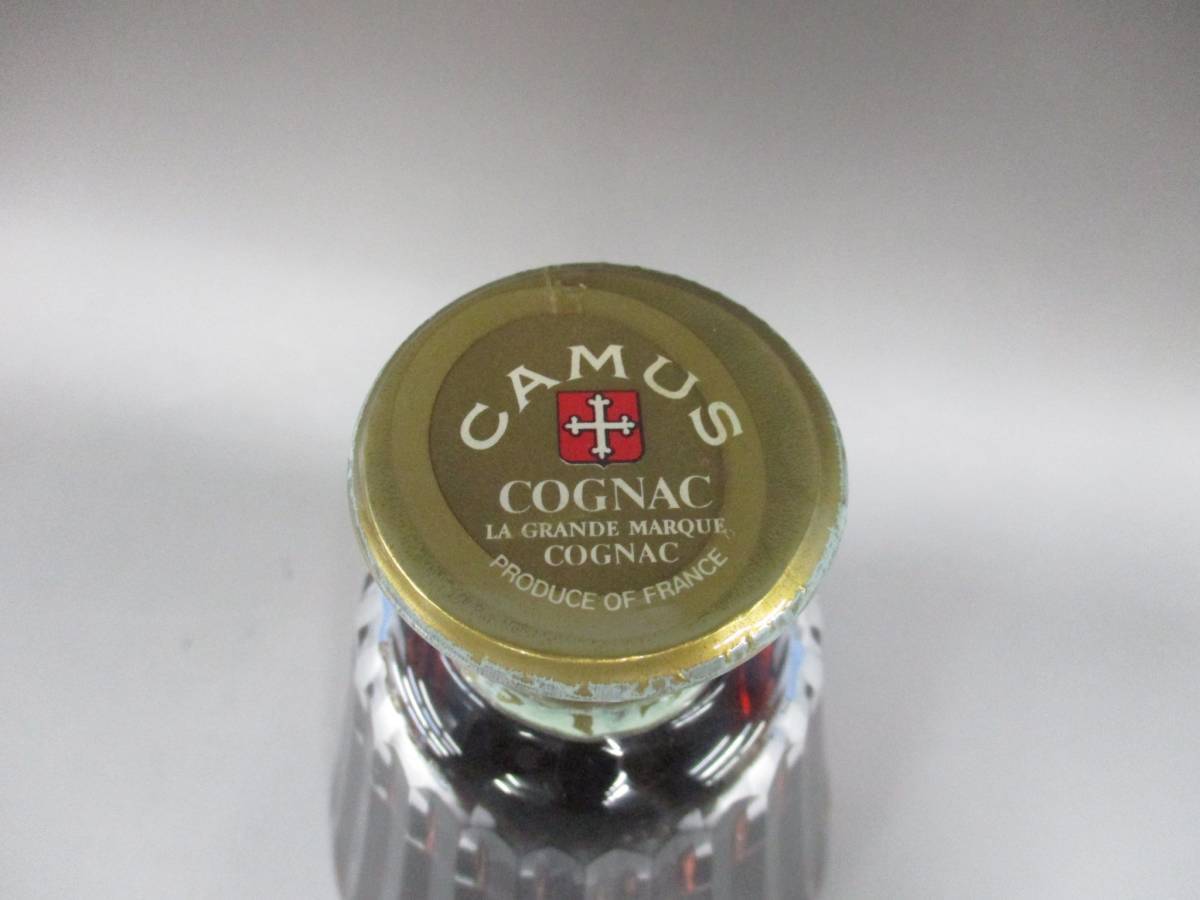 CAMUS
COGNAC
LA GRANDE MARQUE
COGNAC
PRODUCE OF FRANCE